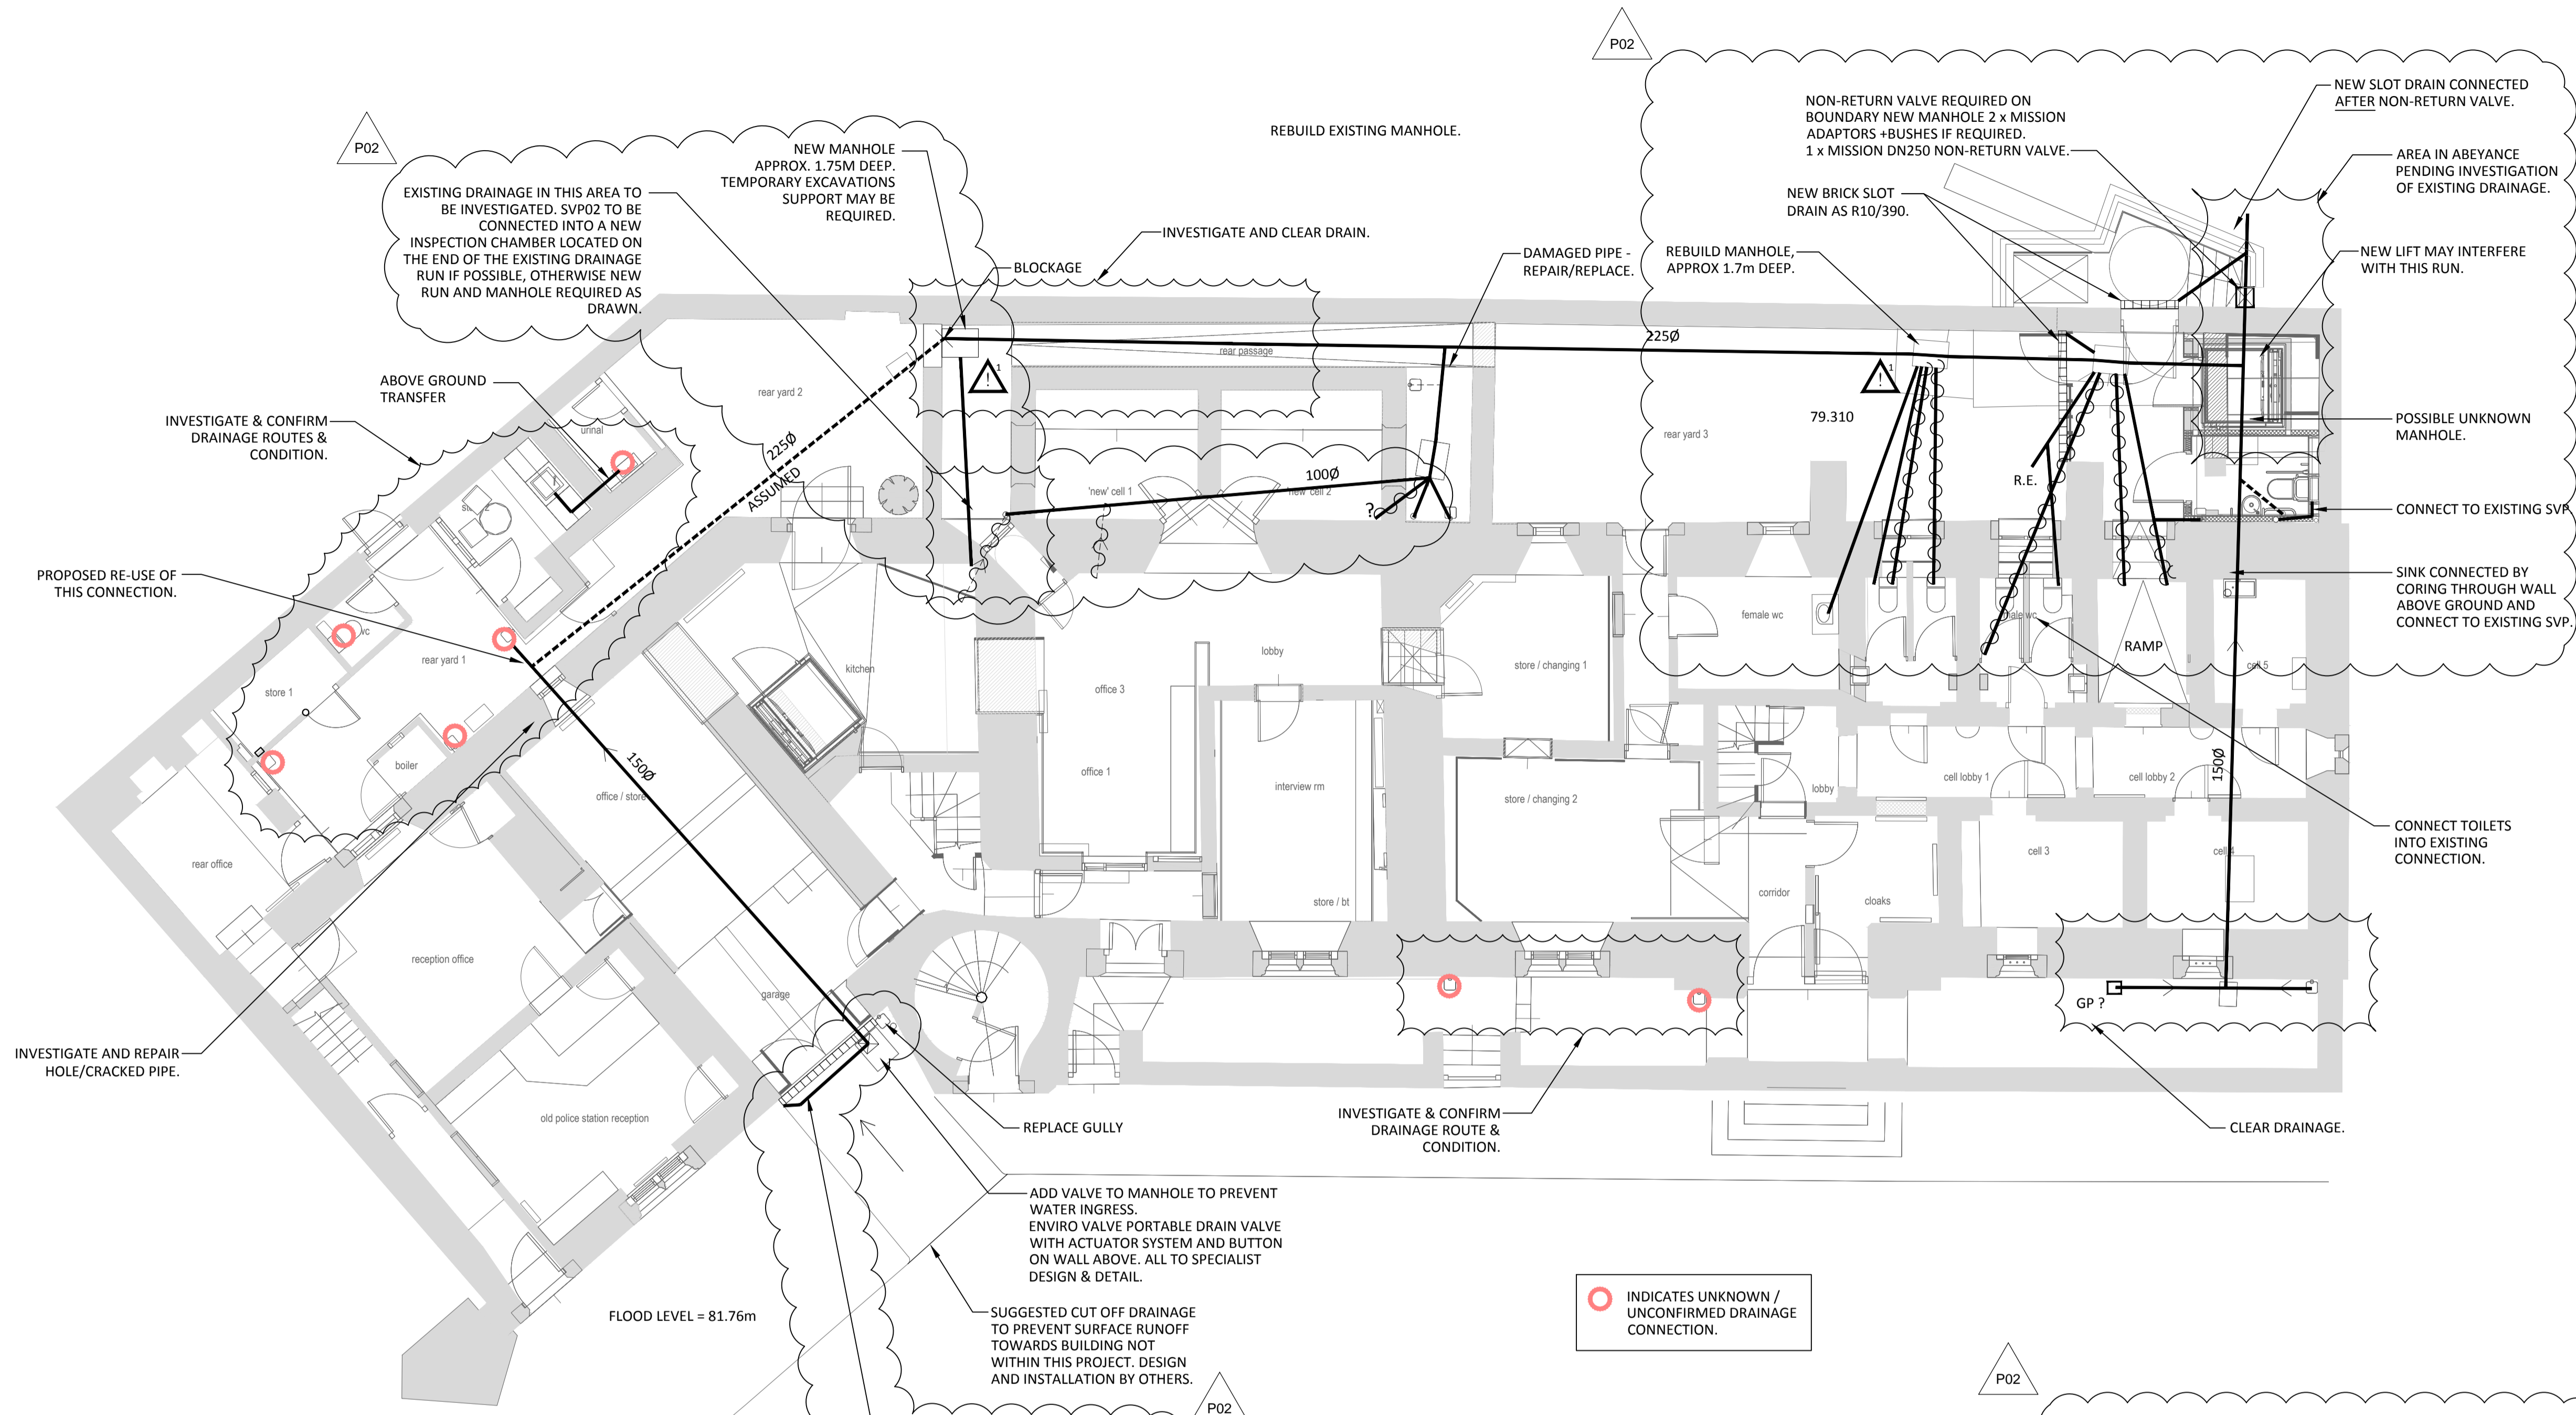 P02
P02
NEW SLOT DRAIN CONNECTED
AFTER NON-RETURN VALVE.
NON-RETURN VALVE REQUIRED ON
BOUNDARY NEW MANHOLE 2 x MISSION
ADAPTORS +BUSHES IF REQUIRED.
1 x MISSION DN250 NON-RETURN VALVE.
REBUILD EXISTING MANHOLE.
NEW MANHOLE
APPROX. 1.75M DEEP.
TEMPORARY EXCAVATIONS
SUPPORT MAY BE
REQUIRED.
AREA IN ABEYANCE
PENDING INVESTIGATION
OF EXISTING DRAINAGE.
EXISTING DRAINAGE IN THIS AREA TO
BE INVESTIGATED. SVP02 TO BE
CONNECTED INTO A NEW
INSPECTION CHAMBER LOCATED ON
THE END OF THE EXISTING DRAINAGE
RUN IF POSSIBLE, OTHERWISE NEW
RUN AND MANHOLE REQUIRED AS
DRAWN.
NEW BRICK SLOT
DRAIN AS R10/390.
INVESTIGATE AND CLEAR DRAIN.
BLOCKAGE
DAMAGED PIPE -
REPAIR/REPLACE.
REBUILD MANHOLE,
APPROX 1.7m DEEP.
NEW LIFT MAY INTERFERE
WITH THIS RUN.
225Ø
rear passage
ABOVE GROUND
TRANSFER
rear yard 2
! 1
! 1
INVESTIGATE & CONFIRM
DRAINAGE ROUTES &
CONDITION.
urinal
225Ø
ASSUMED
79.310
rear yard 3
POSSIBLE UNKNOWN
MANHOLE.
'new' cell 1
100Ø
'new' cell 2
?
R.E.
CONNECT TO EXISTING SVP
PROPOSED RE-USE OF
THIS CONNECTION.
SINK CONNECTED BY
CORING THROUGH WALL
ABOVE GROUND AND
CONNECT TO EXISTING SVP.
wc
rear yard 1
store 1
kitchen
lobby
office 3
store / changing 1
female wc
male wc
RAMP
cell 5
boiler
150Ø
office / store
office 1
interview rm
store / changing 2
lobby
cell lobby 1
cell lobby 2
150Ø
rear office
cell 3
cell 4
CONNECT TOILETS
INTO EXISTING
CONNECTION.
store / bt
corridor
cloaks
reception office
garage
GP ?
INVESTIGATE AND REPAIR
HOLE/CRACKED PIPE.
old police station reception
REPLACE GULLY
INVESTIGATE & CONFIRM
DRAINAGE ROUTE &
CONDITION.
CLEAR DRAINAGE.
ADD VALVE TO MANHOLE TO PREVENT
WATER INGRESS.
ENVIRO VALVE PORTABLE DRAIN VALVE
WITH ACTUATOR SYSTEM AND BUTTON
ON WALL ABOVE. ALL TO SPECIALIST
DESIGN & DETAIL.
FLOOD LEVEL = 81.76m
SUGGESTED CUT OFF DRAINAGE
TO PREVENT SURFACE RUNOFF
TOWARDS BUILDING NOT
WITHIN THIS PROJECT. DESIGN
AND INSTALLATION BY OTHERS.
INDICATES UNKNOWN /
UNCONFIRMED DRAINAGE
CONNECTION.
P02
P02